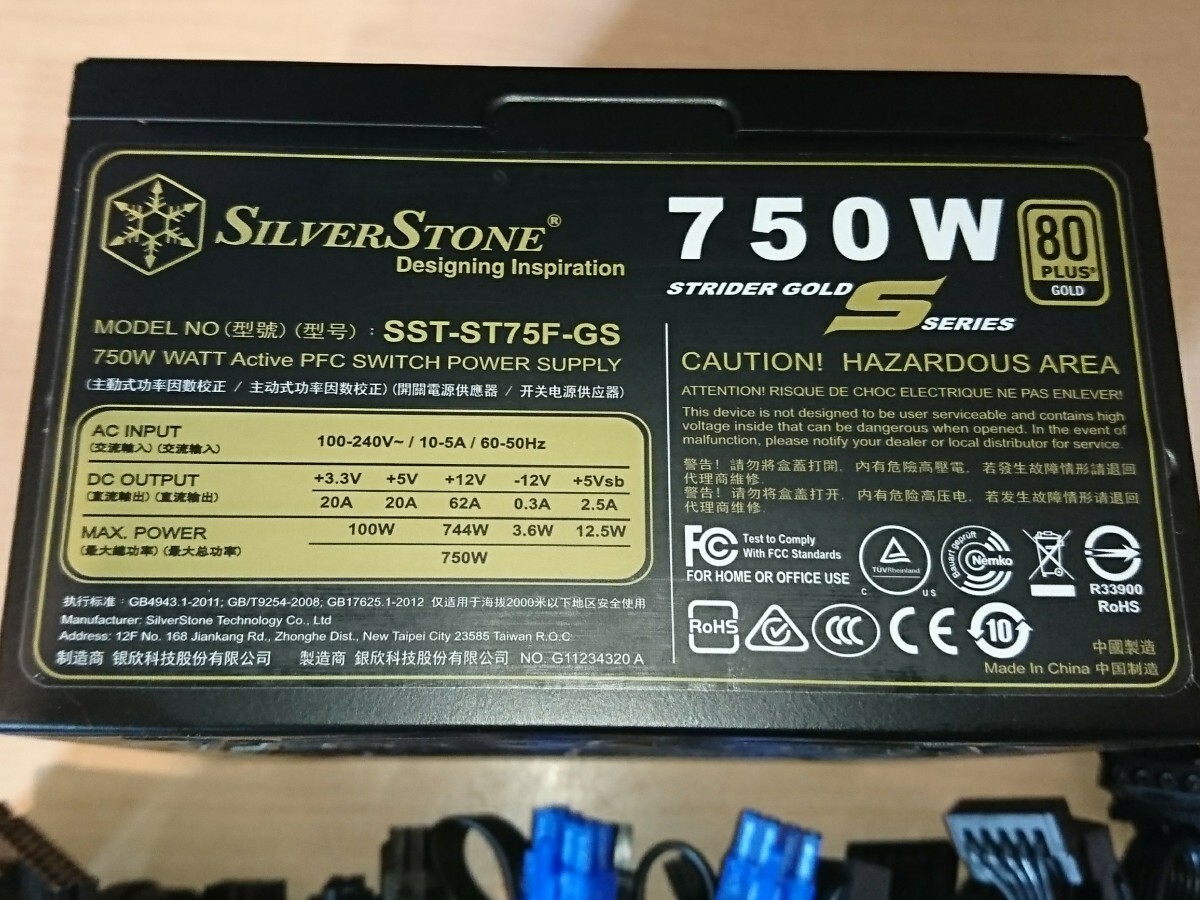 SILVERSTONE®
Designing Inspiration
MODEL NO (型號) (型号) : SST-ST75F-GS
750W WATT Active PFC SWITCH POWER SUPPLY
(主動式功率因數校正 / 主动式功率因数校正) (開關電源供應器 / 开关电源供应器)
AC INPUT
(交流輸入) (交流输入)
100-240V~ / 10-5A / 60-50Hz
DC OUTPUT
(直流輸出) (直流输出)
+3.3V +5V +12V -12V +5Vsb
20A 20A 62A 0.3A 2.5A
MAX. POWER
(最大總功率) (最大总功率)
100W 744W 3.6W 12.5W
750W
执行标准 : GB4943.1-2011; GB/T9254-2008; GB17625.1-2012 仅适用于海拔2000米以下地区安全使用
Manufacturer: SilverStone Technology Co., Ltd
Address: 12F No. 168 Jiankang Rd., Zhonghe Dist., New Taipei City 23585 Taiwan R.O.C
制造商 银欣科技股份有限公司 製造商 銀欣科技股份有限公司 NO. G11234320 A
750W
80
PLUS®
GOLD
STRIDER GOLD S SERIES
CAUTION! HAZARDOUS AREA
ATTENTION! RISQUE DE CHOC ELECTRIQUE NE PAS ENLEVER!
This device is not designed to be user serviceable and contains high
voltage inside that can be dangerous when opened. In the event of
malfunction, please notify your dealer or local distributor for service.
警告! 請勿將盒蓋打開, 內有危險高壓電, 若發生故障情形請退回
代理商維修.
警告! 请勿将盒盖打开, 内有危险高压电, 若发生故障情形请退回
代理商维修.
FC
Test to Comply
With FCC Standards
FOR HOME OR OFFICE USE
TÜVRheinland
C US
Bauart geprüft
Nemko
R33900
RoHS
RoHS
CCC
CE
10
中國製造
Made In China 中国制造